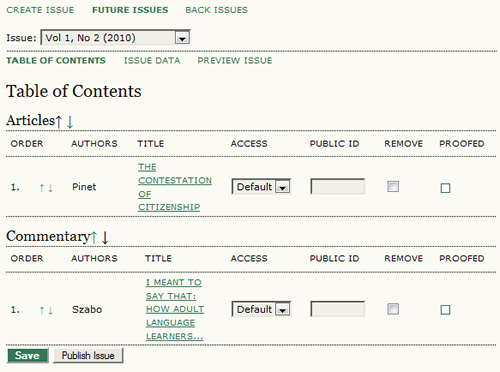 CREATE ISSUE FUTURE ISSUES BACK ISSUES
Issue: Vol 1, No 2 (2010)
TABLE OF CONTENTS ISSUE DATA PREVIEW ISSUE
Table of Contents
Articles↑ ↓
ORDER AUTHORS TITLE ACCESS PUBLIC ID REMOVE PROOFED
1. ↑ ↓ Pinet THE CONTESTATION OF CITIZENSHIP Default
Commentary↑ ↓
ORDER AUTHORS TITLE ACCESS PUBLIC ID REMOVE PROOFED
1. ↑ ↓ Szabo I MEANT TO SAY THAT: HOW ADULT LANGUAGE LEARNERS... Default
Save Publish Issue